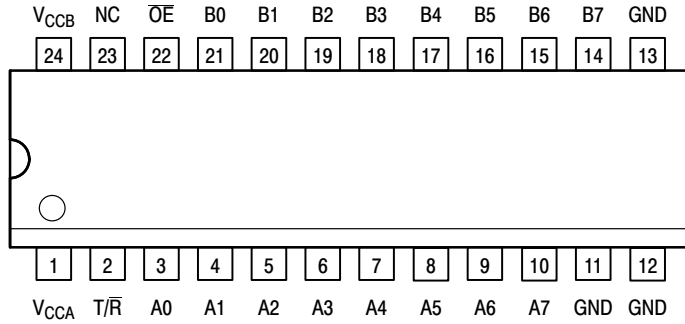 VCCB NC O̅E̅ B0 B1 B2 B3 B4 B5 B6 B7 GND
24 23 22 21 20 19 18 17 16 15 14 13
1 2 3 4 5 6 7 8 9 10 11 12
VCCA T/R̅ A0 A1 A2 A3 A4 A5 A6 A7 GND GND